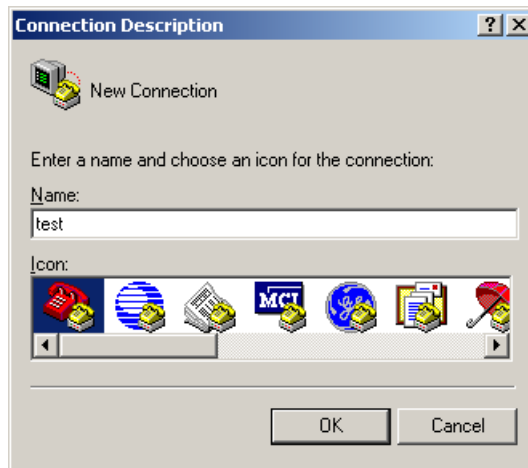 Connection Description
New Connection
Enter a name and choose an icon for the connection:
Name:
test
Icon:
MCI
OK Cancel